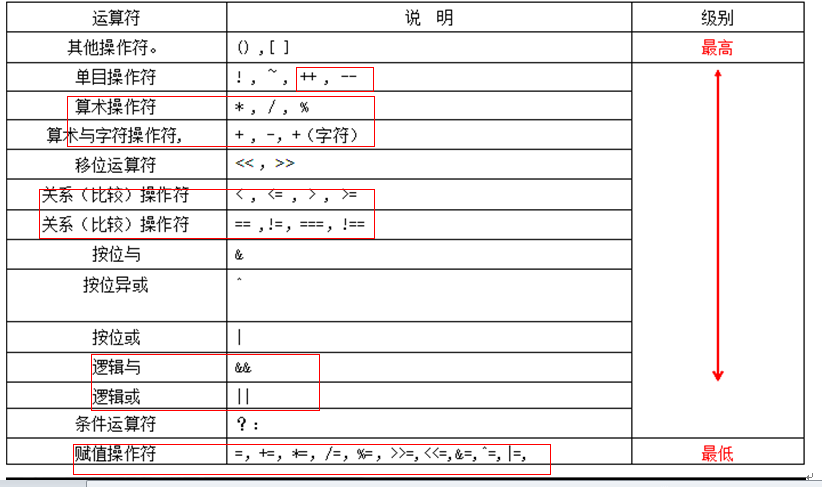 运算符 说 明 级别
其他操作符。 () ,[ ] 最高
单目操作符 ! , ~ , ++ , --
算术操作符 * , / , %
算术与字符操作符, + , -, + (字符)
移位运算符 << , >>
关系（比较）操作符 < , <= , > , >=
关系（比较）操作符 == ,!=, ===, !==
按位与 &
按位异或 ^
按位或 |
逻辑与 &&
逻辑或 ||
条件运算符 ? :
赋值操作符 =, +=, *=, /=, %=, >>=,<<=,&=,^=,|=, 最低